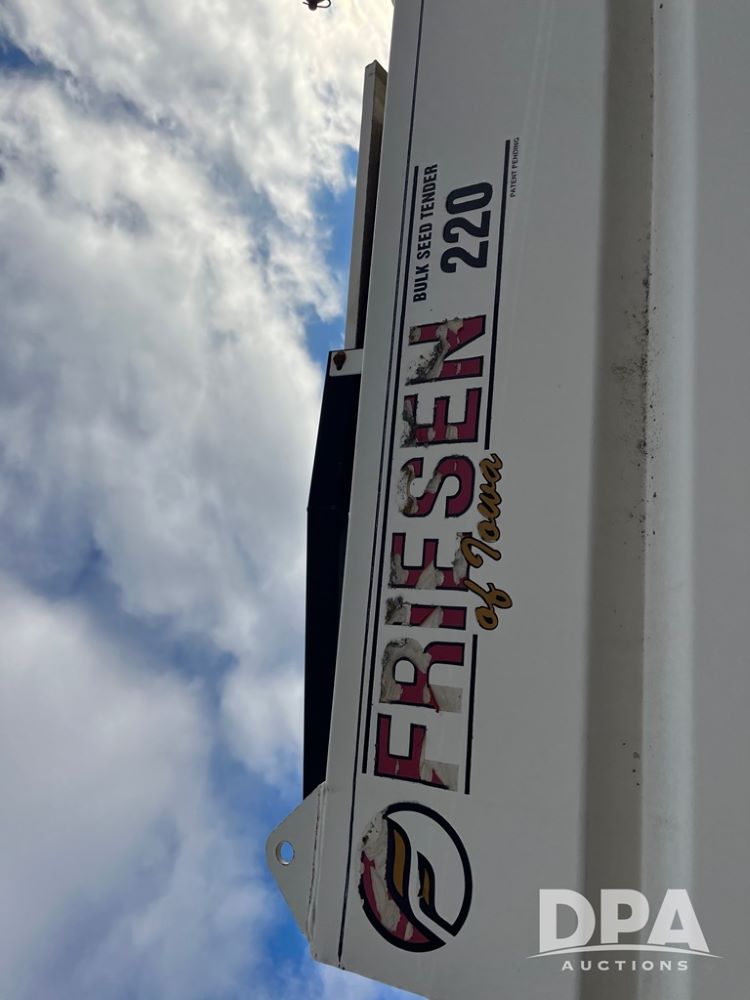 FRIESEN
of Iowa
BULK SEED TENDER
220
PATENT PENDING
DPA
AUCTIONS